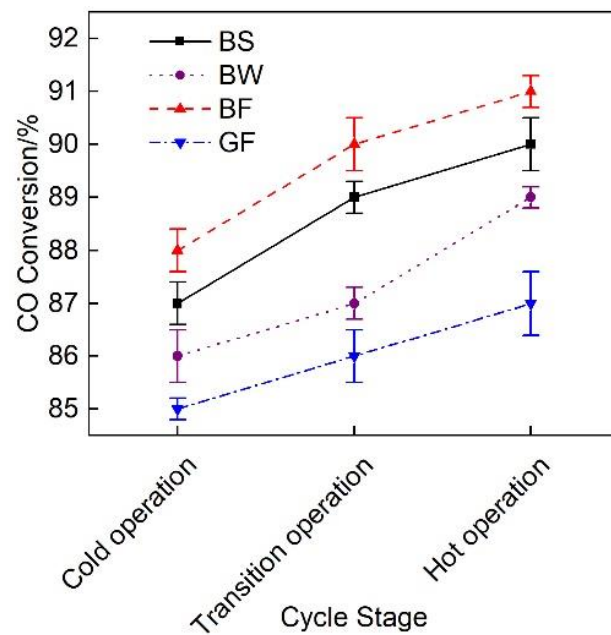 92
91
90
89
88
87
86
85
CO Conversion/%
BS
BW
BF
GF
Cold operation
Transition operation
Hot operation
Cycle Stage